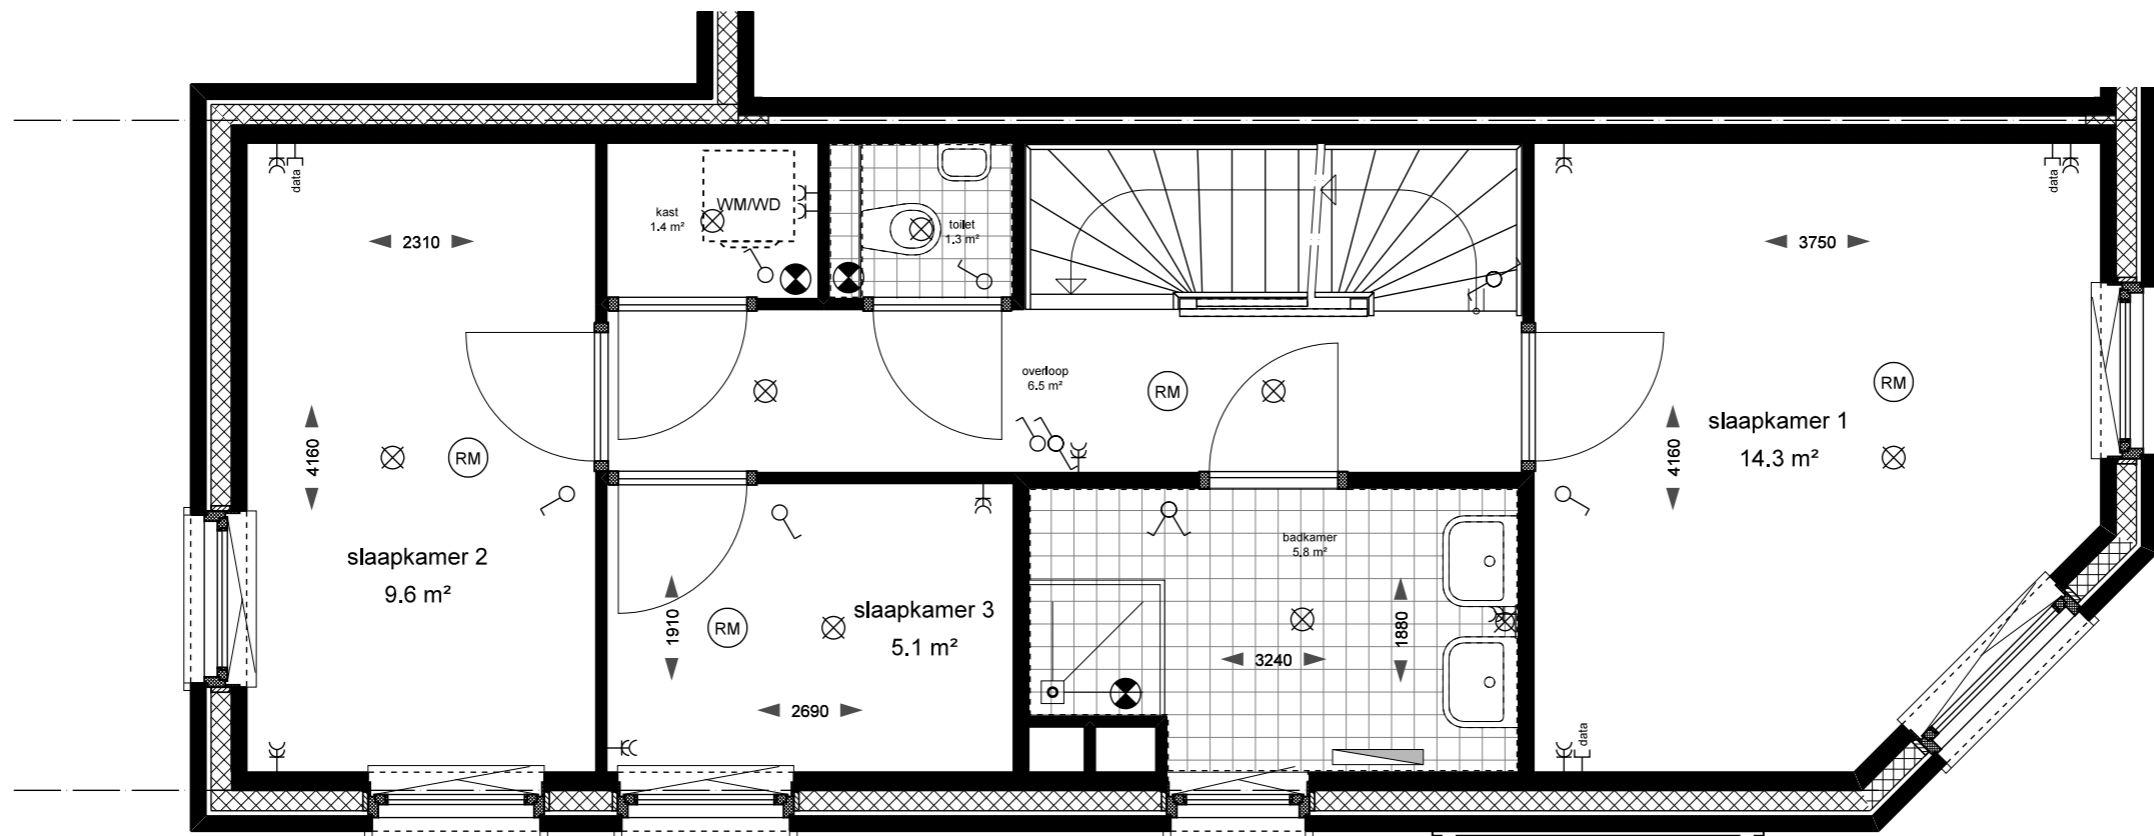 data
2310
4160
RM
slaapkamer 2
9.6 m²
kast
1.4 m²
WM/WD
toilet
1.3 m²
overloop
6.5 m²
RM
1910
RM
slaapkamer 3
5.1 m²
2690
badkamer
5.8 m²
1880
3240
data
3750
RM
slaapkamer 1
14.3 m²
4160
data